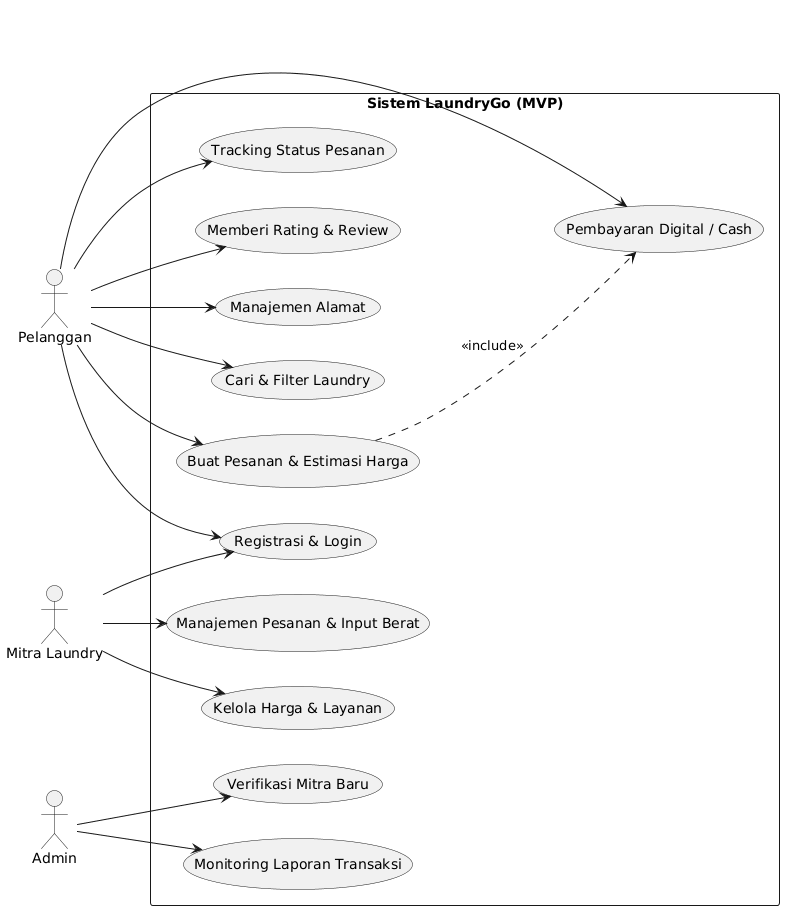 Sistem LaundryGo (MVP)
Tracking Status Pesanan
Pembayaran Digital / Cash
Memberi Rating & Review
Manajemen Alamat
Pelanggan
«include»
Cari & Filter Laundry
Buat Pesanan & Estimasi Harga
Registrasi & Login
Manajemen Pesanan & Input Berat
Mitra Laundry
Kelola Harga & Layanan
Verifikasi Mitra Baru
Admin
Monitoring Laporan Transaksi